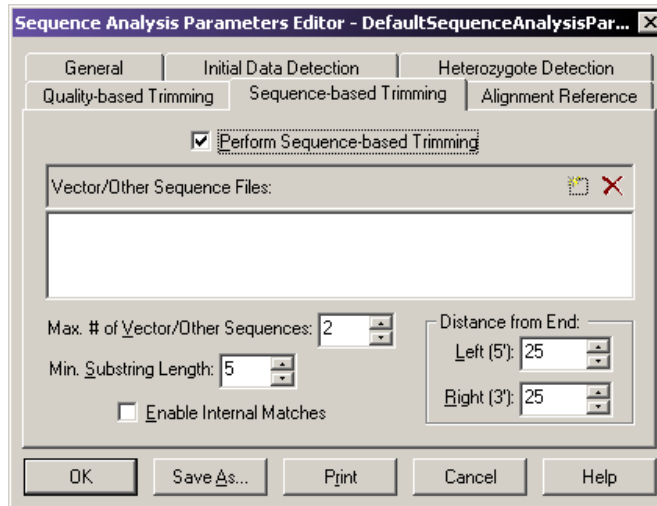 Sequence Analysis Parameters Editor - DefaultSequenceAnalysisPar...
General Initial Data Detection Heterozygote Detection
Quality-based Trimming Sequence-based Trimming Alignment Reference
Perform Sequence-based Trimming
Vector/Other Sequence Files:
Max. # of Vector/Other Sequences: 2
Min. Substring Length: 5
Enable Internal Matches
Distance from End:
Left (5'): 25
Right (3'): 25
OK Save As... Print Cancel Help